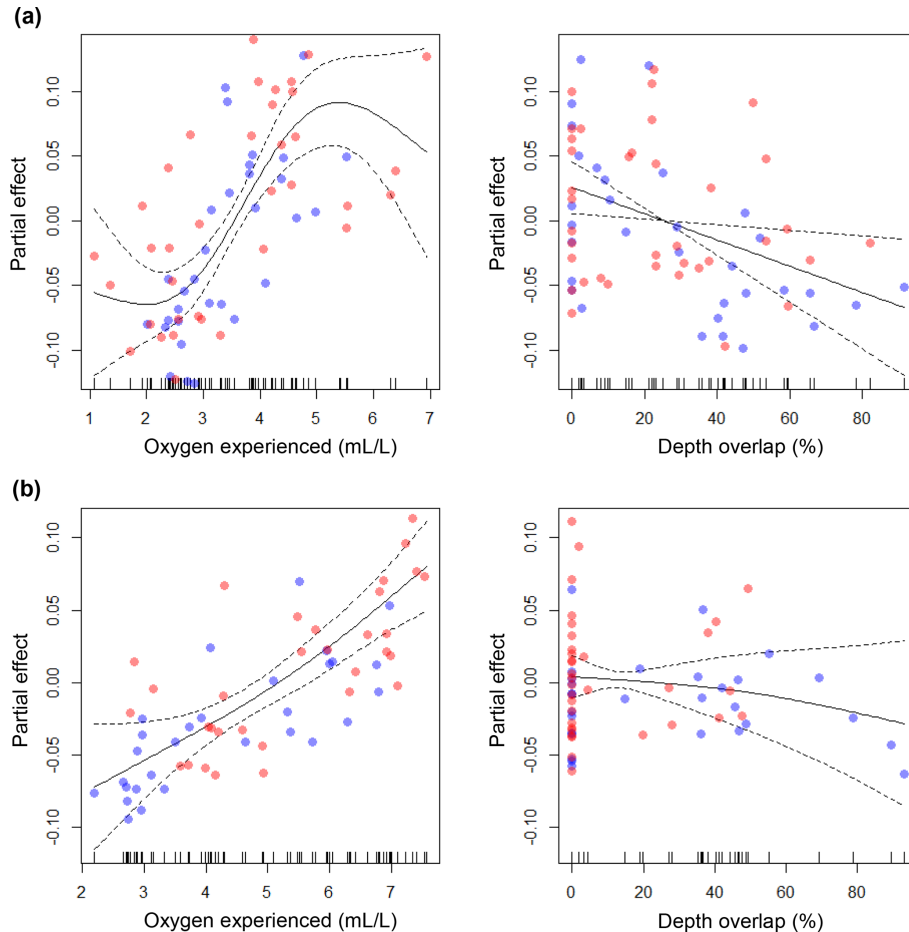 (a)
Partial effect
0.10
0.05
0.00
-0.05
-0.10
1 2 3 4 5 6 7
Oxygen experienced (mL/L)
Partial effect
0.10
0.05
0.00
-0.05
-0.10
0 20 40 60 80
Depth overlap (%)
(b)
Partial effect
0.10
0.05
0.00
-0.05
-0.10
2 3 4 5 6 7
Oxygen experienced (mL/L)
Partial effect
0.10
0.05
0.00
-0.05
-0.10
0 20 40 60 80
Depth overlap (%)